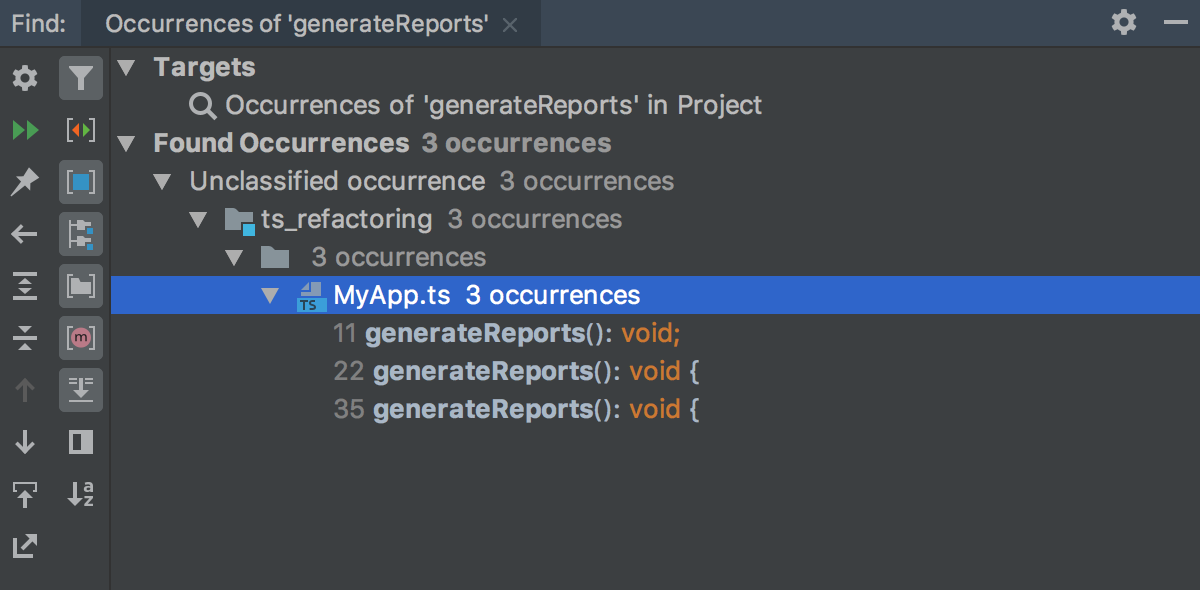 Find: Occurrences of 'generateReports'
Targets
Occurrences of 'generateReports' in Project
Found Occurrences 3 occurrences
Unclassified occurrence 3 occurrences
ts_refactoring 3 occurrences
3 occurrences
TS MyApp.ts 3 occurrences
11 generateReports(): void;
22 generateReports(): void {
35 generateReports(): void {
m
a
z